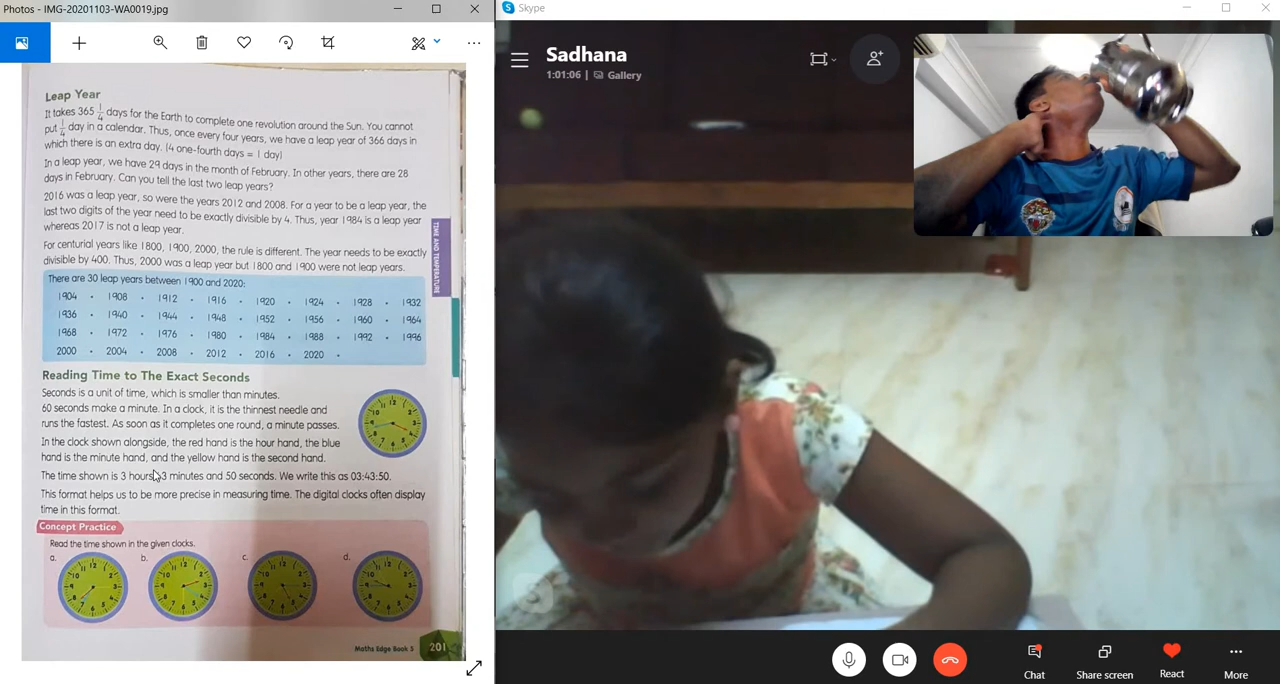 Photos - IMG-20201103-WA0019.jpg
Leap Year
It takes 365 1/4 days for the Earth to complete one revolution around the Sun. You cannot
put 1/4 day in a calendar. Thus, once every four years, we have a leap year of 366 days in
which there is an extra day. (4 one-fourth days = 1 day)
In a leap year, we have 29 days in the month of February. In other years, there are 28
days in February. Can you tell the last two leap years?
2016 was a leap year, so were the years 2012 and 2008. For a year to be a leap year, the
last two digits of the year need to be exactly divisible by 4. Thus, year 1984 is a leap year
whereas 2017 is not a leap year.
For centurial years like 1800, 1900, 2000, the rule is different. The year needs to be exactly
divisible by 400. Thus, 2000 was a leap year but 1800 and 1900 were not leap years.
There are 30 leap years between 1900 and 2020:
1904 • 1908 • 1912 • 1916 • 1920 • 1924 • 1928 • 1932
1936 • 1940 • 1944 • 1948 • 1952 • 1956 • 1960 • 1964
1968 • 1972 • 1976 • 1980 • 1984 • 1988 • 1992 • 1996
2000 • 2004 • 2008 • 2012 • 2016 • 2020 •
TIME AND TEMPERATURE
Reading Time to The Exact Seconds
Seconds is a unit of time, which is smaller than minutes.
60 seconds make a minute. In a clock, it is the thinnest needle and
runs the fastest. As soon as it completes one round, a minute passes.
In the clock shown alongside, the red hand is the hour hand, the blue
hand is the minute hand, and the yellow hand is the second hand.
The time shown is 3 hours 3 minutes and 50 seconds. We write this as 03:43:50.
This format helps us to be more precise in measuring time. The digital clocks often display
time in this format.
Concept Practice
Read the time shown in the given clocks.
a. b. c. d.
Maths Edge Book 5 201
Skype
Sadhana
1:01:06 | Gallery
Chat
Share screen
React
More